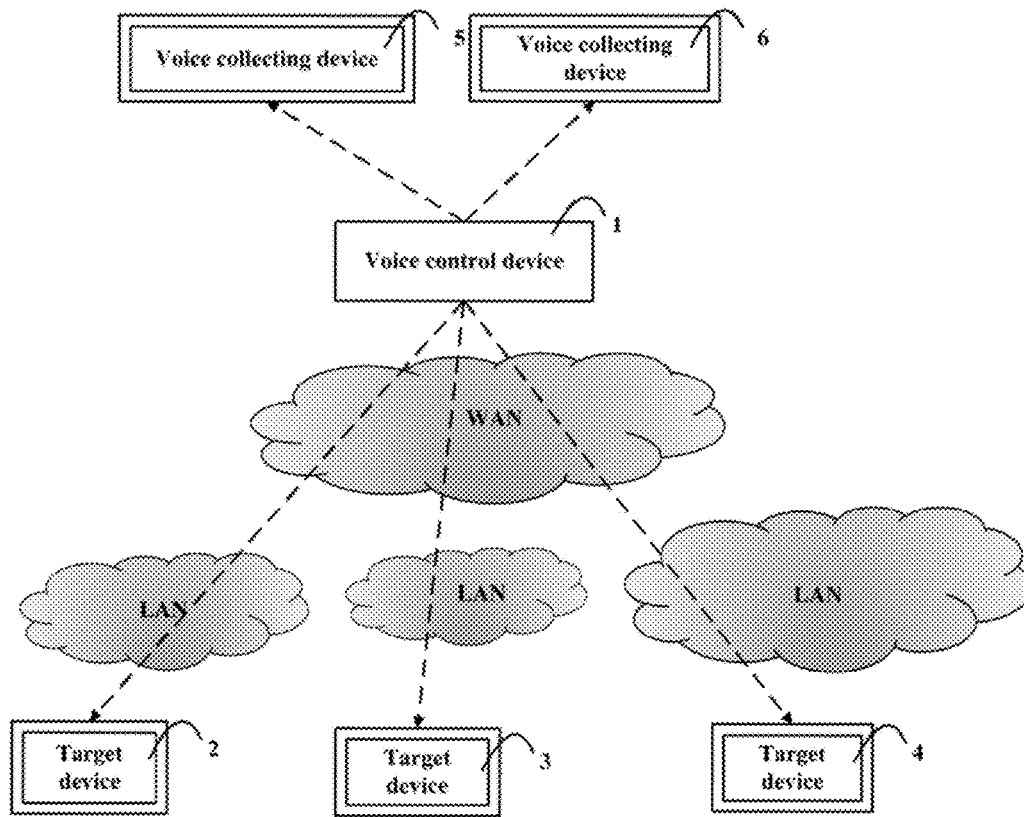 Voice collecting device
5
Voice collecting
device
6
1
Voice control device
WAN
LAN
LAN
LAN
Target
device
2
Target
device
3
Target
device
4